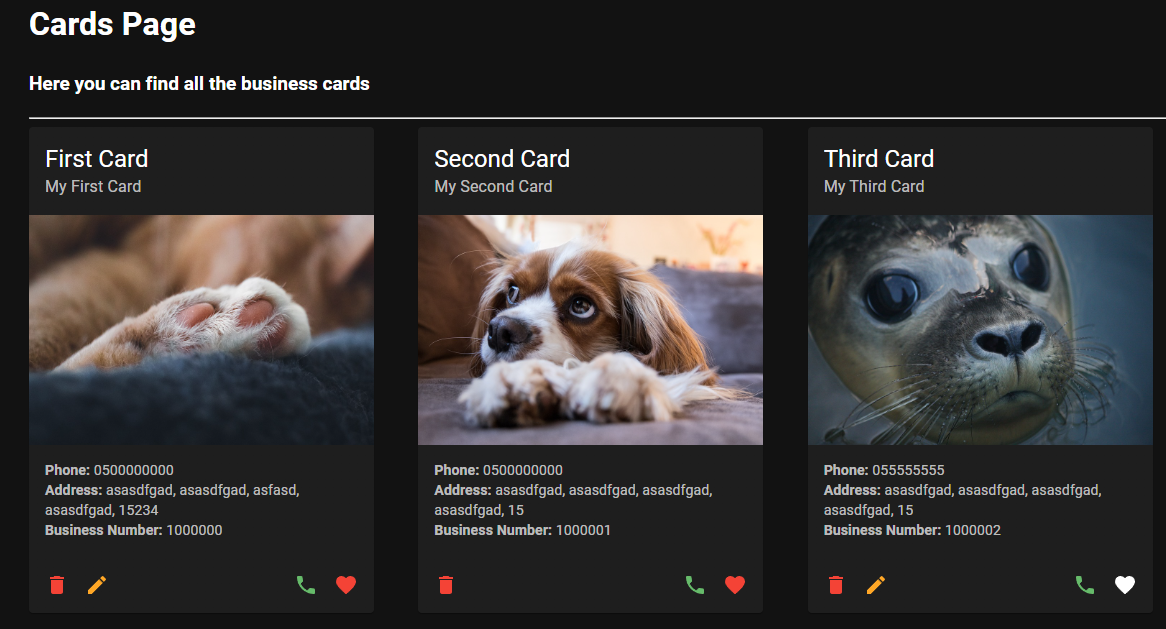 Cards Page
Here you can find all the business cards
First Card
My First Card
Phone: 0500000000
Address: asasdfgad, asasdfgad, asfasd,
asasdfgad, 15234
Business Number: 1000000
Second Card
My Second Card
Phone: 0500000000
Address: asasdfgad, asasdfgad, asasdfgad,
asasdfgad, 15
Business Number: 1000001
Third Card
My Third Card
Phone: 055555555
Address: asasdfgad, asasdfgad, asasdfgad,
asasdfgad, 15
Business Number: 1000002